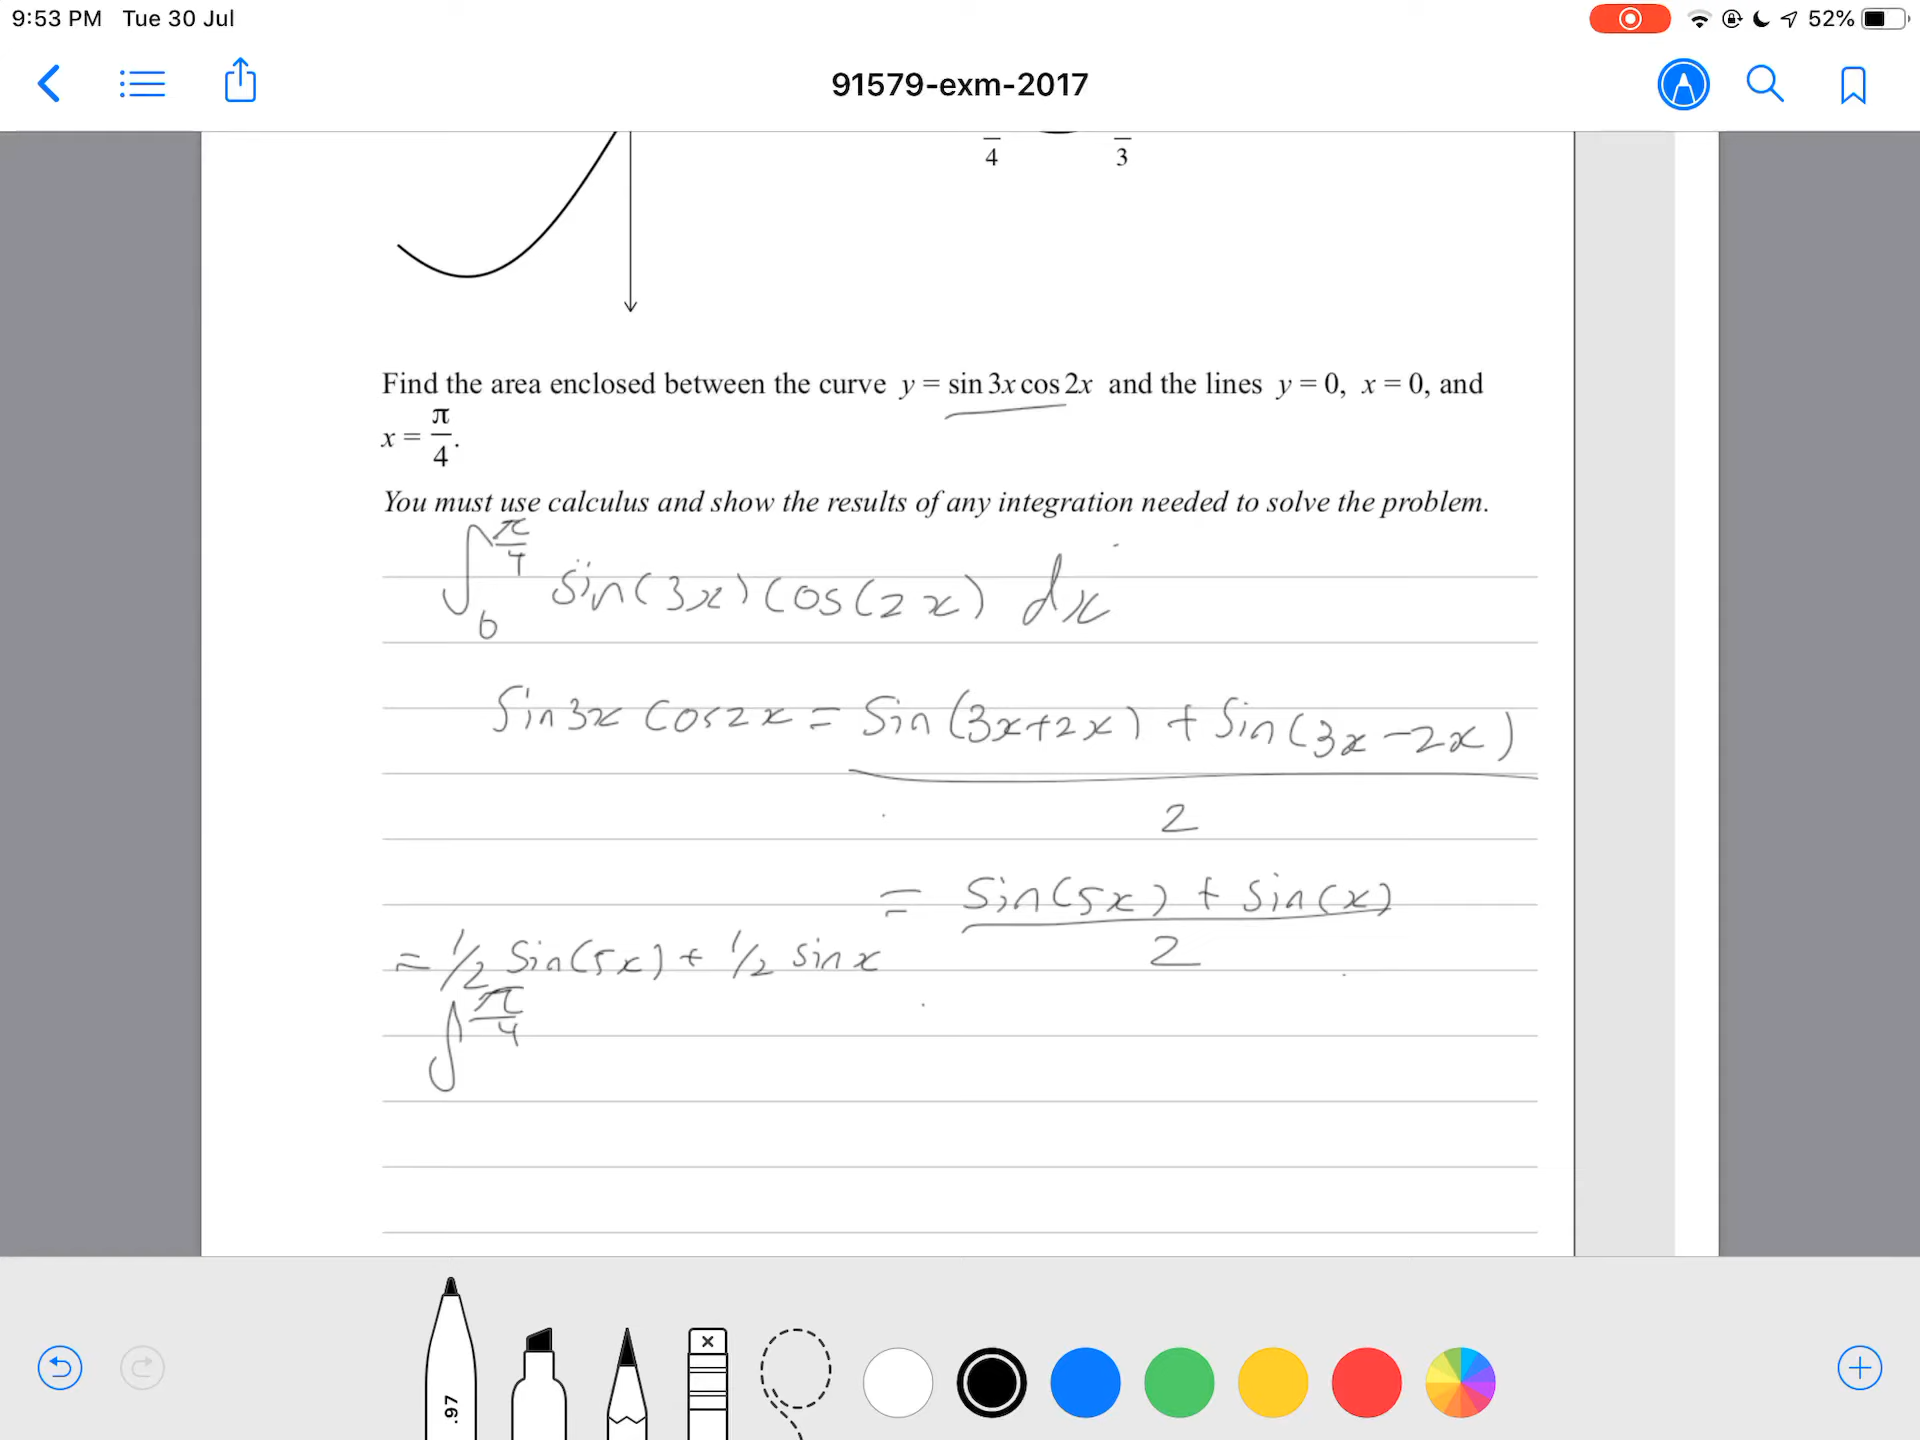 9:53 PM Tue 30 Jul 52%
91579-exm-2017
4 3
Find the area enclosed between the curve y = sin 3x cos 2x and the lines y = 0, x = 0, and
x = π/4.
You must use calculus and show the results of any integration needed to solve the problem.
∫₀^(π/4) sin(3x) cos(2x) dx
Sin 3x cos 2x = Sin (3x+2x) + Sin (3x-2x)
2
= Sin(5x) + Sin(x)
2
= 1/2 Sin(5x) + 1/2 sin x
∫^(π/4)
.97